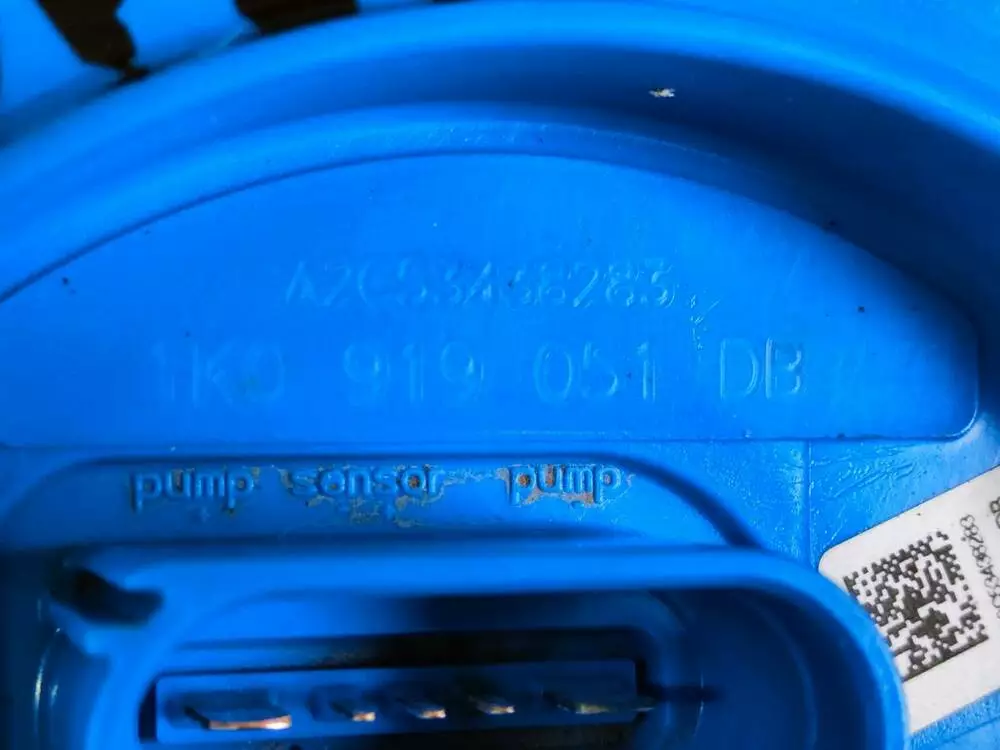 A2C53438283
1K0 919 051 DB
pump sensor pump